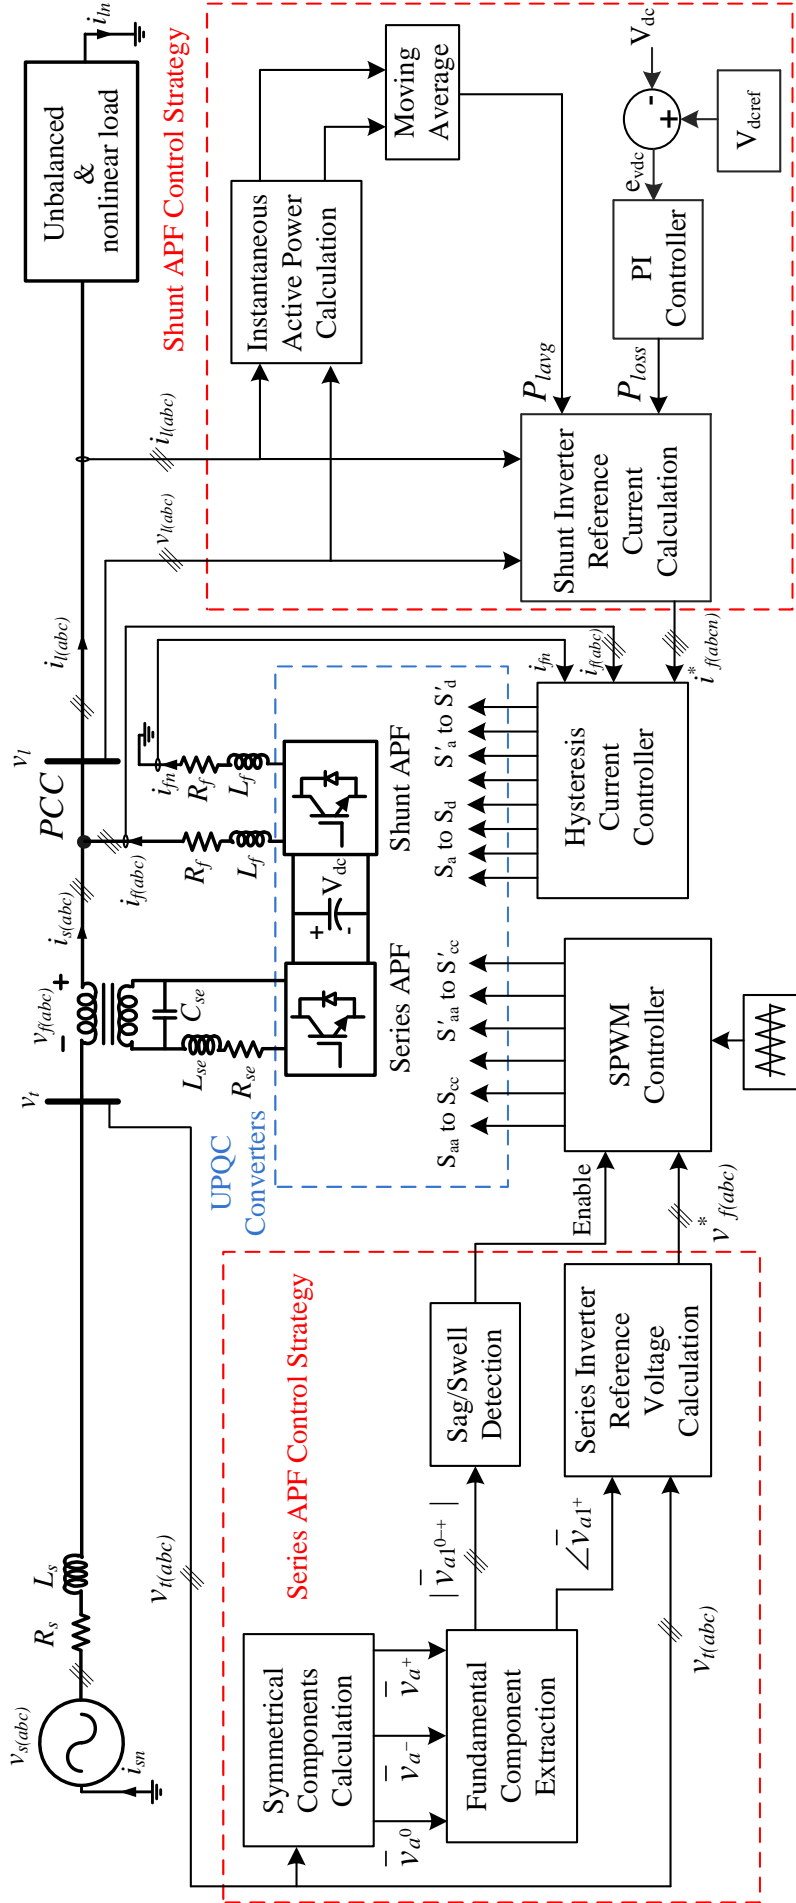 v_s(abc)
i_sn
R_s
L_s
v_t
v_f(abc)
−
+
i_s(abc)
PCC
v_l
i_l(abc)
Unbalanced
&
nonlinear load
i_ln
v_t(abc)
L_se
R_se
C_se
i_f(abc)
i_fn
R_f
L_f
R_f
L_f
v_l(abc)
i_l(abc)
UPQC
Converters
Series APF
+
-
V_dc
Shunt APF
S_aa to S_cc
S'_aa to S'_cc
S_a to S_d
S'_a to S'_d
Series APF Control Strategy
Symmetrical
Components
Calculation
v̄_a⁰
v̄_a⁻
v̄_a⁺
Fundamental
Component
Extraction
|v̄_a1⁰⁻⁺|
∠v̄_a1⁺
v_t(abc)
Sag/Swell
Detection
Series Inverter
Reference
Voltage
Calculation
Enable
v*_f(abc)
SPWM
Controller
Hysteresis
Current
Controller
i_fn
i_f(abc)
i*_f(abcn)
Shunt APF Control Strategy
Instantaneous
Active Power
Calculation
Moving
Average
Shunt Inverter
Reference
Current
Calculation
P_lavg
P_loss
PI
Controller
e_vdc
-
+
V_dc
V_dcref